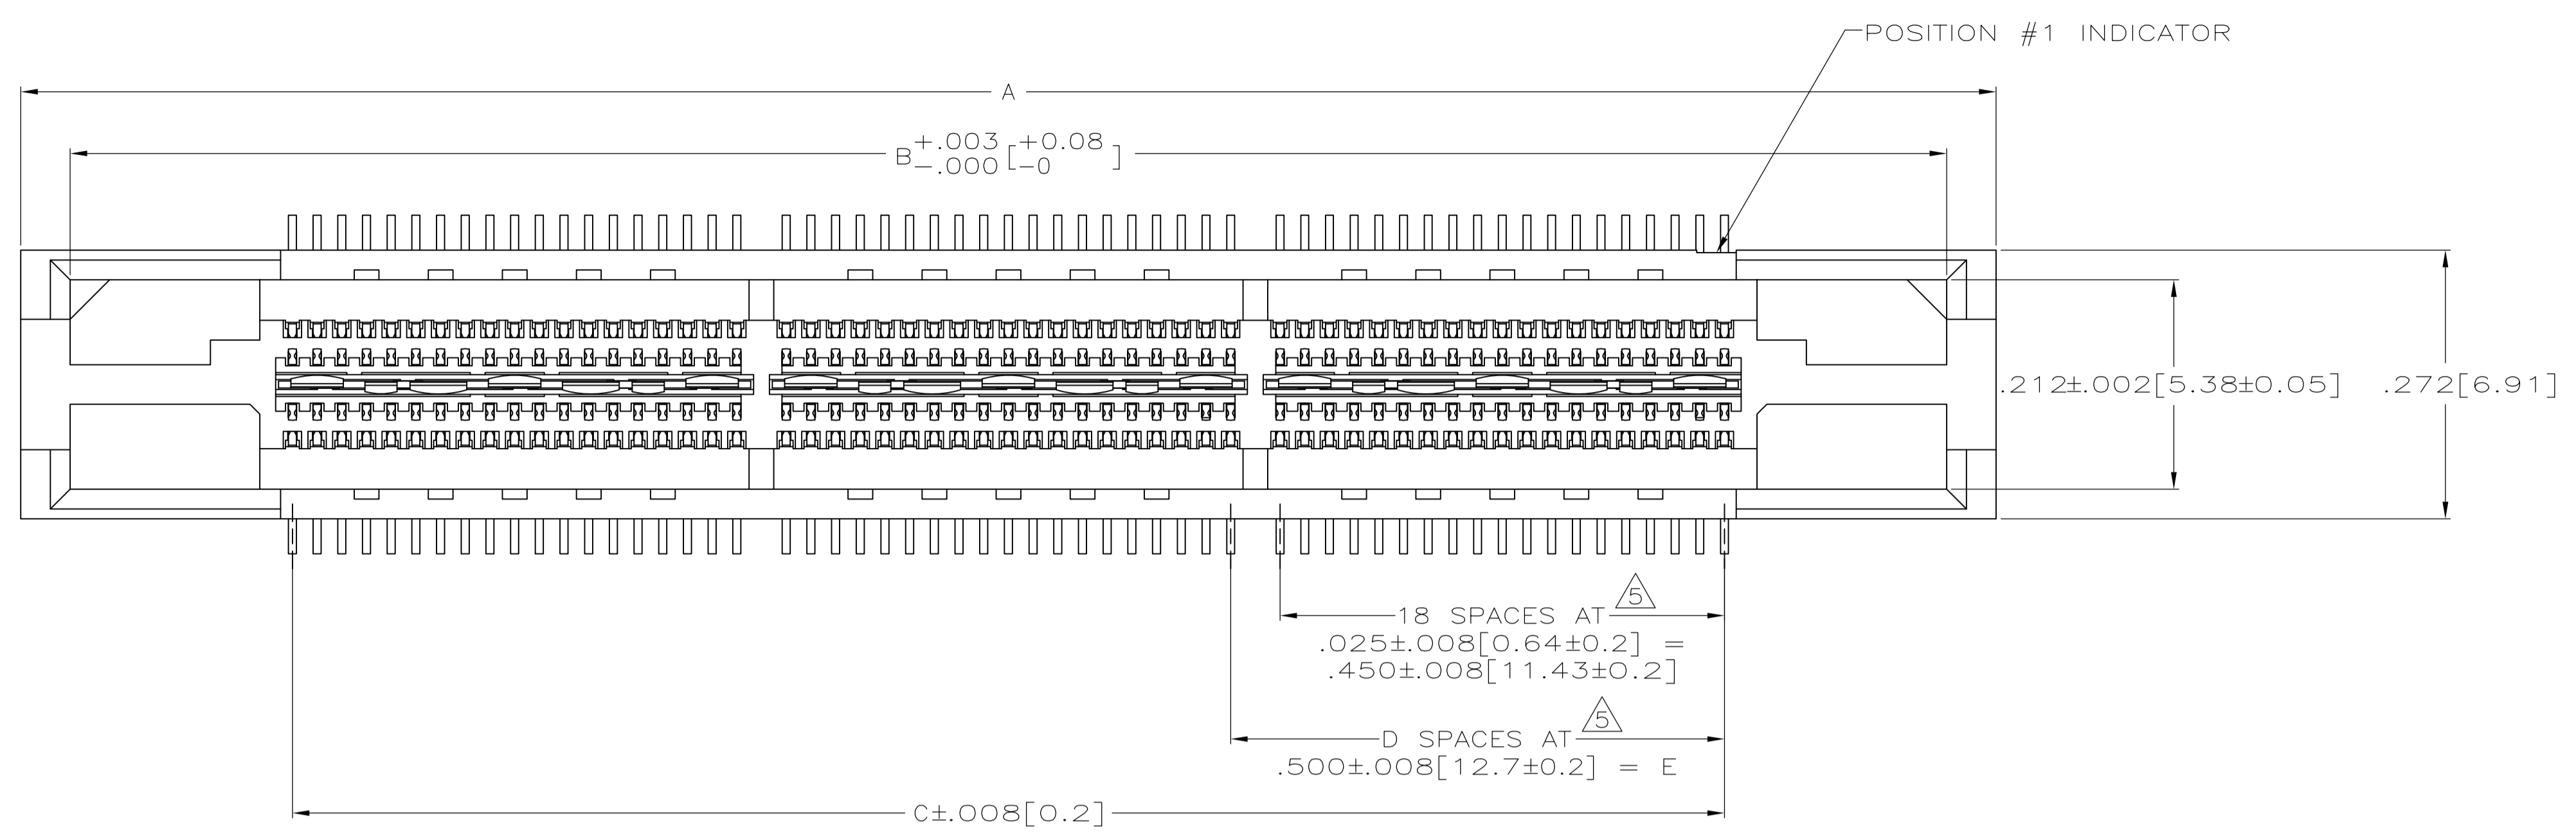 POSITION #1 INDICATOR
A
B+.003[+0.08]
-.000[-0]
.212±.002[5.38±0.05]
.272[6.91]
18 SPACES AT 5
.025±.008[0.64±0.2] =
.450±.008[11.43±0.2]
D SPACES AT 5
.500±.008[12.7±0.2] = E
C±.008[0.2]